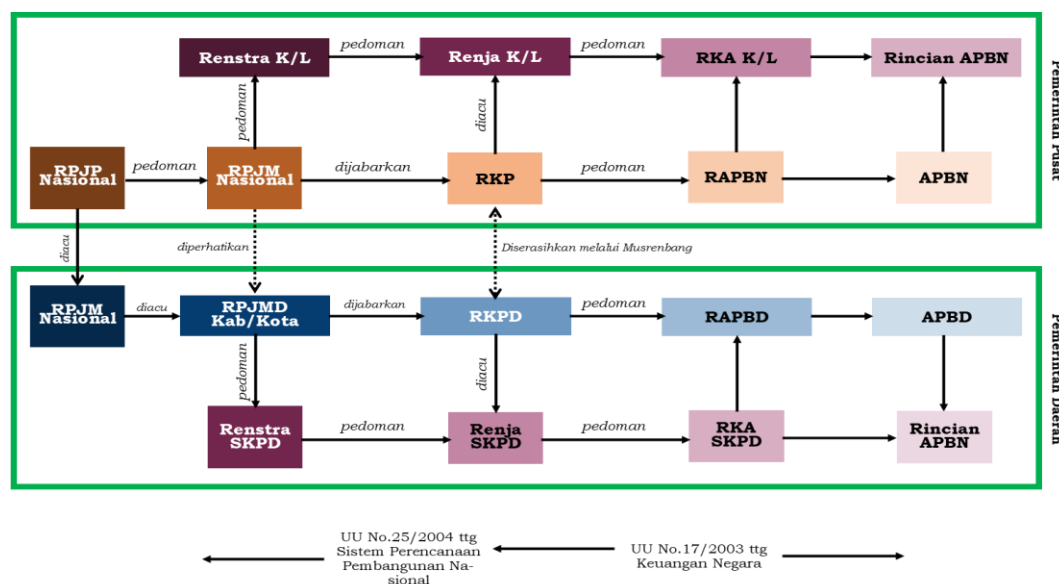 pedoman
pedoman
Renstra K/L
Renja K/L
RKA K/L
Rincian APBN
pedoman
diacu
RPJP
Nasional
pedoman
RPJM
Nasional
dijabarkan
RKP
pedoman
RAPBN
APBN
Pemerintah Pusat
diacu
diperhatikan
Diserasihkan melalui Musrenbang
RPJM
Nasional
diacu
RPJMD
Kab/Kota
dijabarkan
RKPD
pedoman
RAPBD
APBD
pedoman
diacu
Renstra
SKPD
pedoman
Renja
SKPD
pedoman
RKA
SKPD
Rincian
APBN
Pemerintah Daerah
UU No.25/2004 ttg
Sistem Perencanaan
Pembangunan Na-
sional
UU No.17/2003 ttg
Keuangan Negara